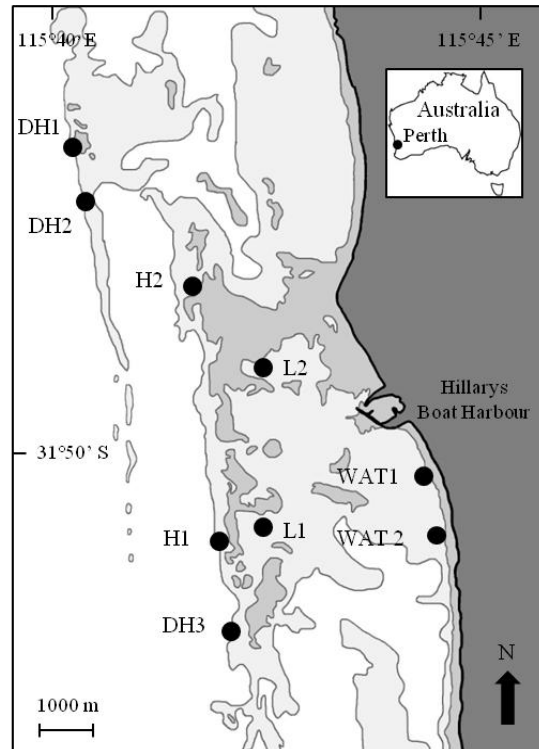 115°40' E
115°45' E
Australia
Perth
DH1
DH2
H2
L2
Hillarys
Boat Harbour
31°50' S
WAT1
L1
WAT 2
H1
DH3
N
1000 m